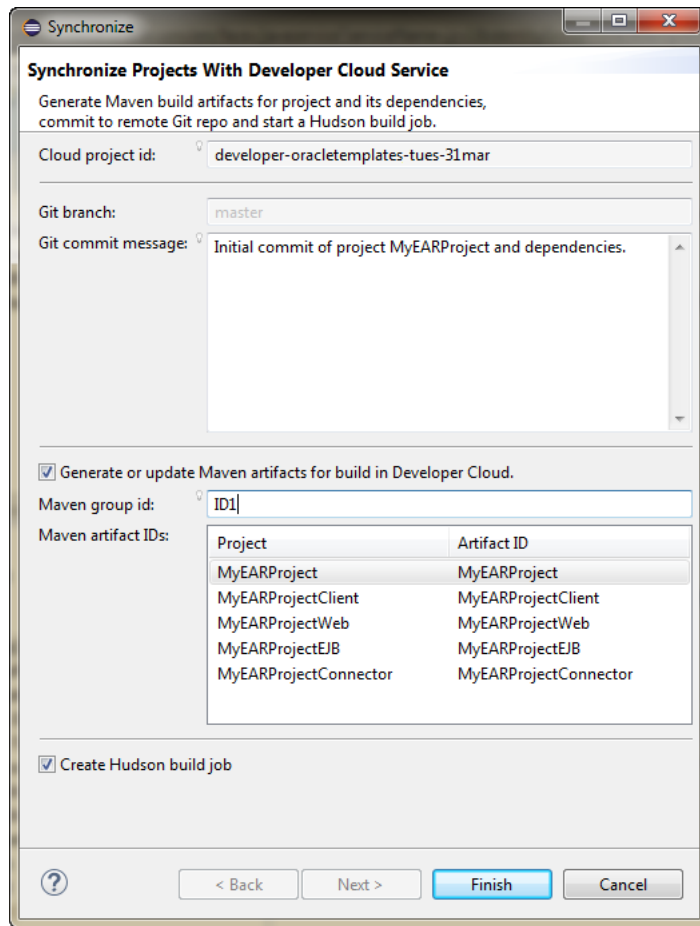 Synchronize
Synchronize Projects With Developer Cloud Service
Generate Maven build artifacts for project and its dependencies,
commit to remote Git repo and start a Hudson build job.
Cloud project id: developer-oracletemplates-tues-31mar
Git branch: master
Git commit message: Initial commit of project MyEARProject and dependencies.
Generate or update Maven artifacts for build in Developer Cloud.
Maven group id: ID1
Maven artifact IDs:
Project Artifact ID
MyEARProject MyEARProject
MyEARProjectClient MyEARProjectClient
MyEARProjectWeb MyEARProjectWeb
MyEARProjectEJB MyEARProjectEJB
MyEARProjectConnector MyEARProjectConnector
Create Hudson build job
? < Back Next > Finish Cancel